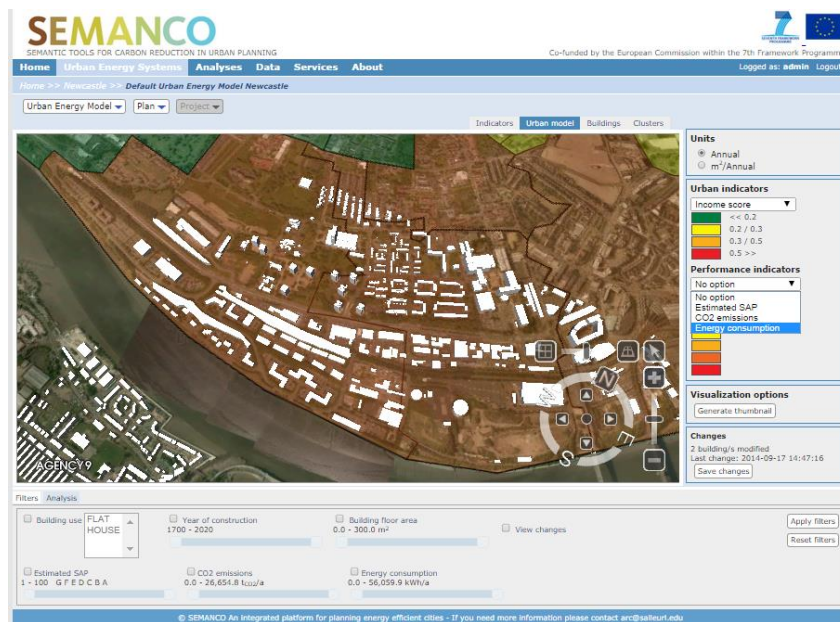 SEMANCO
SEMANTIC TOOLS FOR CARBON REDUCTION IN URBAN PLANNING
Co-funded by the European Commission within the 7th Framework Programm
Home Urban Energy Systems Analyses Data Services About
Logged as: admin Logout
Home >> Newcastle >> Default Urban Energy Model Newcastle
Urban Energy Model Plan Project
Indicators Urban model Buildings Clusters
Units
Annual
m²/Annual
Urban indicators
Income score
<< 0.2
0.2 / 0.3
0.3 / 0.5
0.5 >>
Performance indicators
No option
No option
Estimated SAP
CO2 emissions
Energy consumption
N
E
S
AGENCY9
Visualization options
Generate thumbnail
Changes
2 building/s modified
Last change: 2014-09-17 14:47:16
Save changes
Filters Analysis
Building use
FLAT
HOUSE
Year of construction
1700 - 2020
Building floor area
0.0 - 300.0 m²
View changes
Apply filters
Reset filters
Estimated SAP
1 - 100 G F E D C B A
CO2 emissions
0.0 - 26,654.8 tCO2/a
Energy consumption
0.0 - 56,059.9 kWh/a
© SEMANCO An integrated platform for planning energy efficient cities - If you need more information please contact arc@salleurl.edu